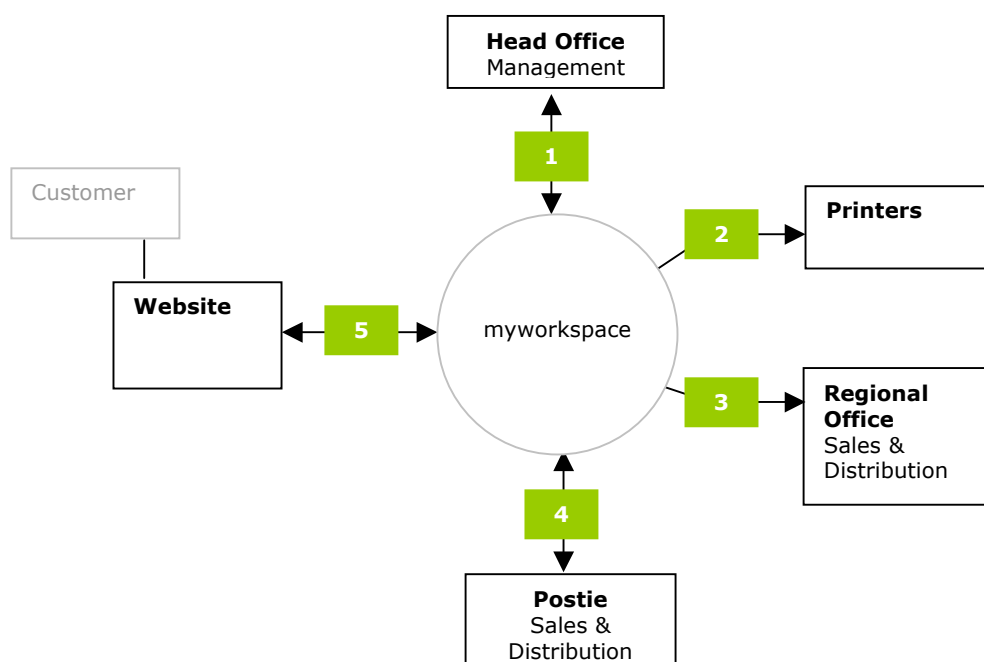 Head Office
Management
1
Customer
Printers
2
Website
5
myworkspace
3
Regional
Office
Sales &
Distribution
4
Postie
Sales &
Distribution